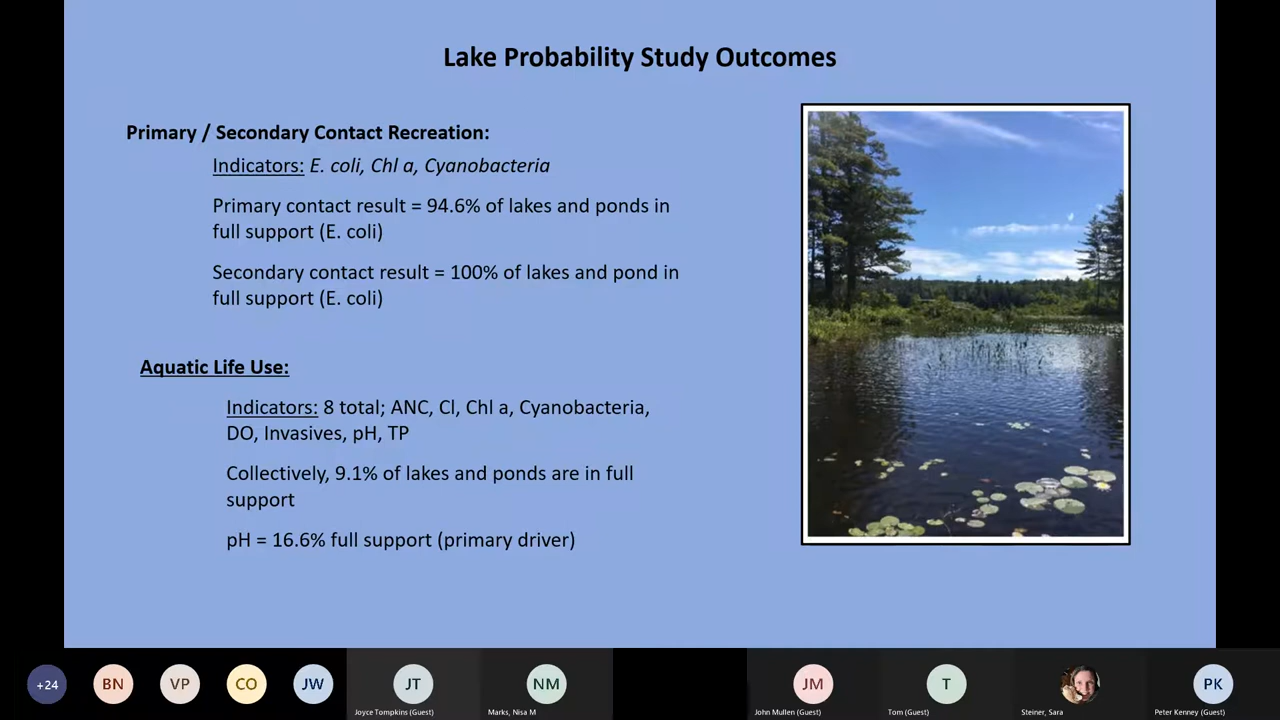 Lake Probability Study Outcomes
Primary / Secondary Contact Recreation:
Indicators: E. coli, Chl a, Cyanobacteria
Primary contact result = 94.6% of lakes and ponds in
full support (E. coli)
Secondary contact result = 100% of lakes and pond in
full support (E. coli)
Aquatic Life Use:
Indicators: 8 total; ANC, Cl, Chl a, Cyanobacteria,
DO, Invasives, pH, TP
Collectively, 9.1% of lakes and ponds are in full
support
pH = 16.6% full support (primary driver)
+24
BN
VP
CO
JW
JT
NM
JM
T
PK
Joyce Tompkins (Guest)
Marks, Nisa M
John Mullen (Guest)
Tom (Guest)
Steiner, Sara
Peter Kenney (Guest)